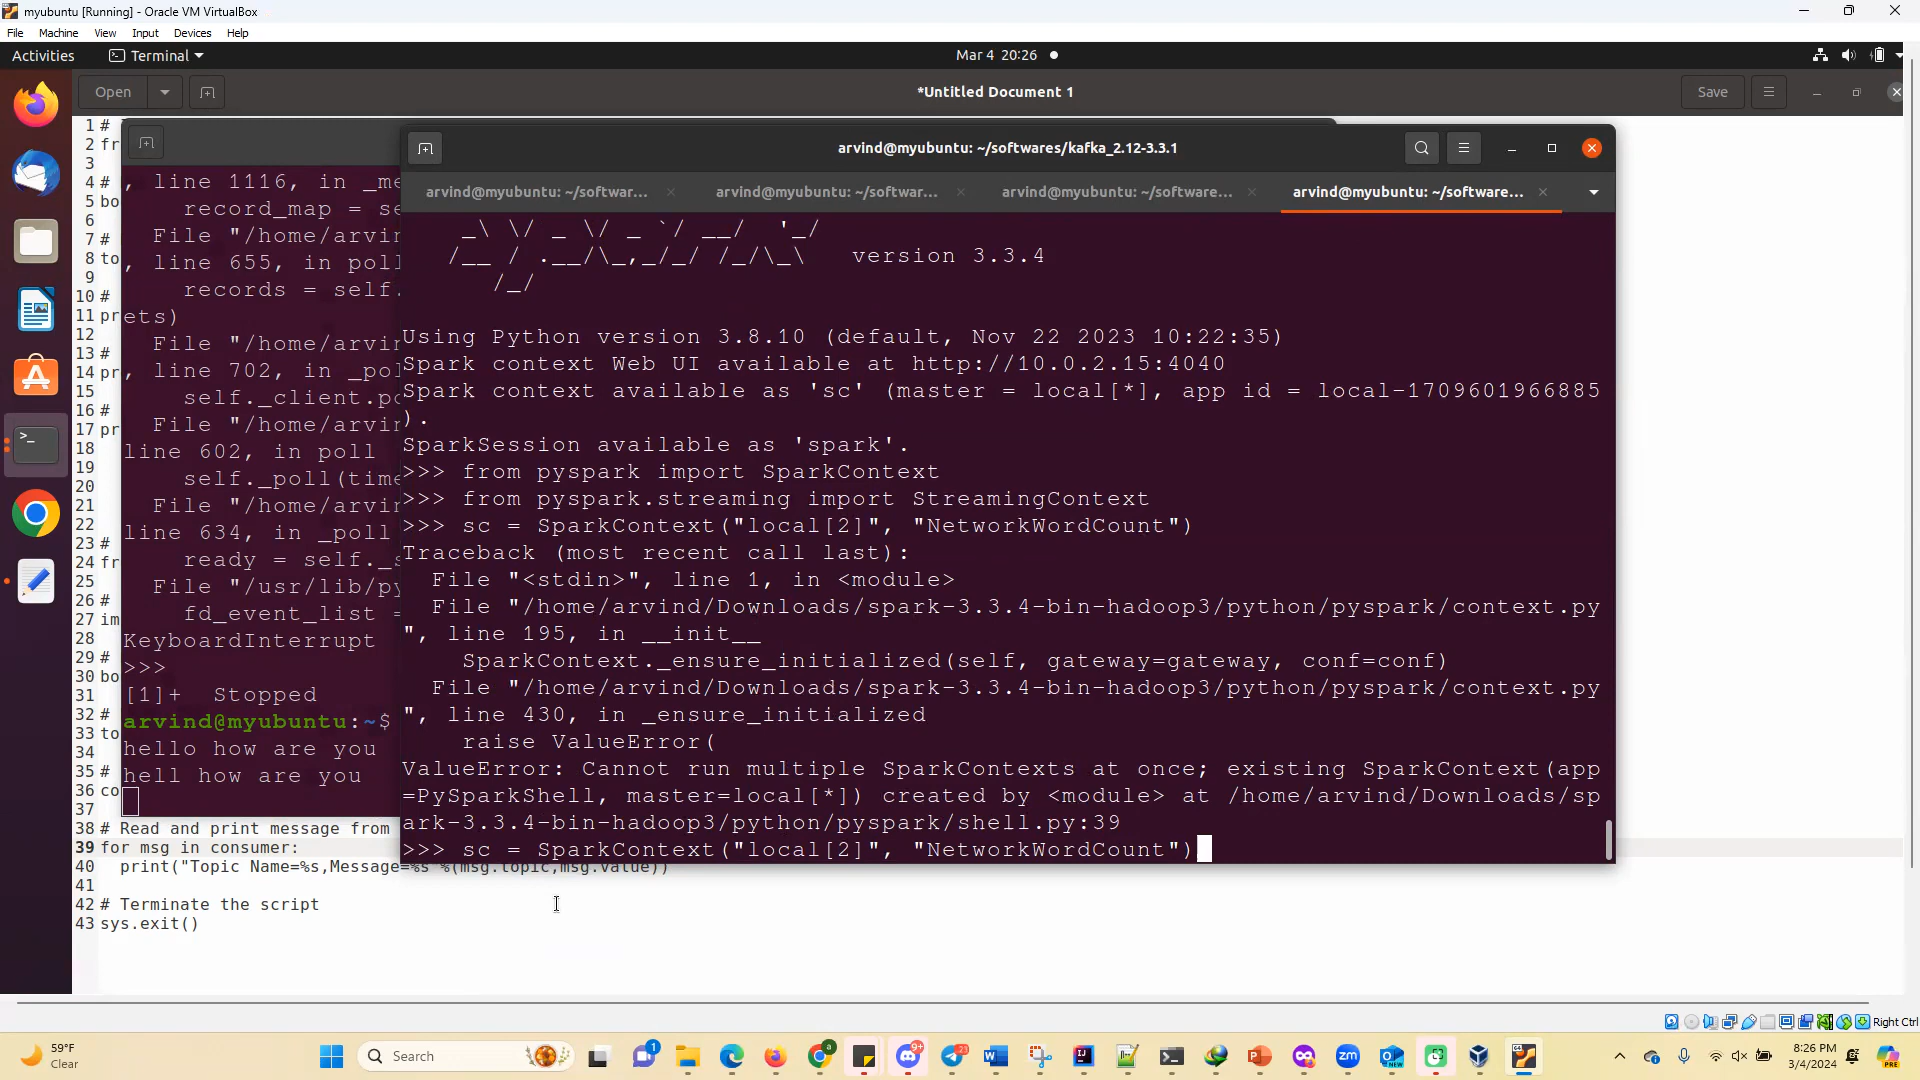 myubuntu [Running] - Oracle VM VirtualBox
File Machine View Input Devices Help
Activities Terminal Mar 4 20:26
Open *Untitled Document 1 Save
arvind@myubuntu: ~/softwares/kafka_2.12-3.3.1
arvind@myubuntu: ~/softwar... arvind@myubuntu: ~/softwar... arvind@myubuntu: ~/software... arvind@myubuntu: ~/software...
1 #
2 fr
3
4 #
5 bo
6
7 #
8 to
9
10 #
11 pr
12
13 #
14 pr
15
16 #
17 pr
18
19
20
21
22
23 #
24 fr
25
26 #
27 im
28
29 #
30 bo
31
32 #
33 to
34
35 #
36 co
37
38 # Read and print message from
39 for msg in consumer:
40 print("Topic Name=%s,Message=%s"%(msg.topic,msg.value))
41
42 # Terminate the script
43 sys.exit()
, line 1116, in _me
record_map = se
File "/home/arvin
, line 655, in poll
records = self.
ets)
File "/home/arvin
, line 702, in _pol
self._client.po
File "/home/arvin
line 602, in poll
self._poll(time
File "/home/arvin
line 634, in _poll
ready = self._s
File "/usr/lib/py
fd_event_list =
KeyboardInterrupt
>>>
[1]+ Stopped
arvind@myubuntu:~$
hello how are you
hell how are you
_\ \/ _ \/ _ `/ __/ '_/
/__ / .__/\_,_/_/ /_/\_\ version 3.3.4
/_/
Using Python version 3.8.10 (default, Nov 22 2023 10:22:35)
Spark context Web UI available at http://10.0.2.15:4040
Spark context available as 'sc' (master = local[*], app id = local-1709601966885
).
SparkSession available as 'spark'.
>>> from pyspark import SparkContext
>>> from pyspark.streaming import StreamingContext
>>> sc = SparkContext("local[2]", "NetworkWordCount")
Traceback (most recent call last):
File "<stdin>", line 1, in <module>
File "/home/arvind/Downloads/spark-3.3.4-bin-hadoop3/python/pyspark/context.py
", line 195, in __init__
SparkContext._ensure_initialized(self, gateway=gateway, conf=conf)
File "/home/arvind/Downloads/spark-3.3.4-bin-hadoop3/python/pyspark/context.py
", line 430, in _ensure_initialized
raise ValueError(
ValueError: Cannot run multiple SparkContexts at once; existing SparkContext(app
=PySparkShell, master=local[*]) created by <module> at /home/arvind/Downloads/sp
ark-3.3.4-bin-hadoop3/python/pyspark/shell.py:39
>>> sc = SparkContext("local[2]", "NetworkWordCount")
Right Ctrl
59°F
Clear
Search
8:26 PM
3/4/2024